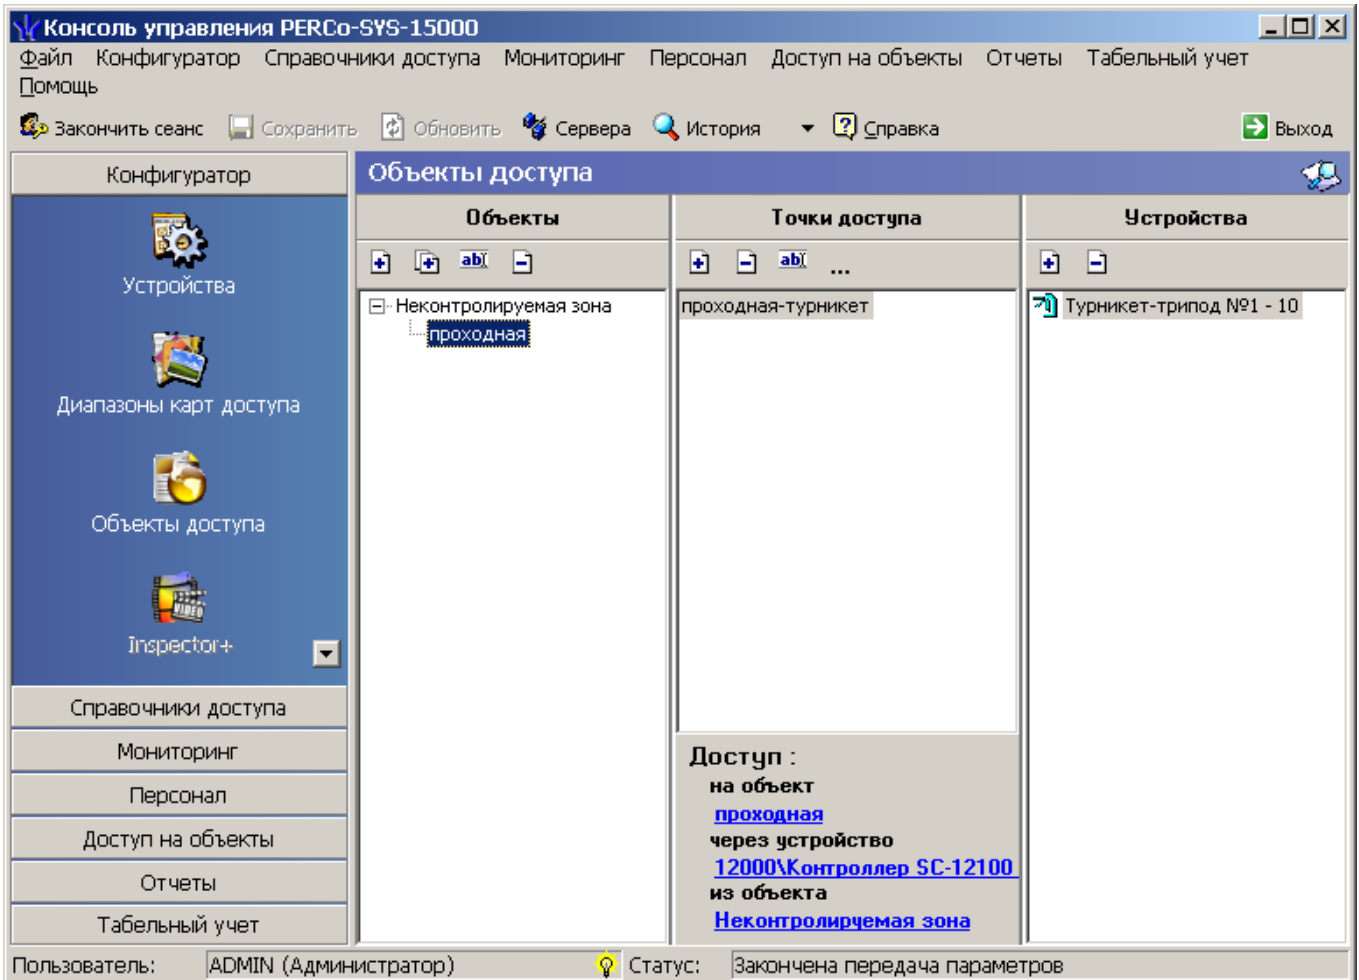 Консоль управления PERCo-SYS-15000
Файл Конфигуратор Справочники доступа Мониторинг Персонал Доступ на объекты Отчеты Табельный учет
Помощь
Закончить сеанс Сохранить Обновить Сервера История Справка Выход
Конфигуратор
Устройства
Диапазоны карт доступа
Объекты доступа
VIDEO
Inspector+
Справочники доступа
Мониторинг
Персонал
Доступ на объекты
Отчеты
Табельный учет
Объекты доступа
Объекты
abI
Неконтролируемая зона
проходная
Точки доступа
abI ...
проходная-турникет
Доступ :
на объект
проходная
через устройство
12000\Контроллер SC-12100
из объекта
Неконтролируемая зона
Устройства
Турникет-трипод №1 - 10
Пользователь: ADMIN (Администратор) Статус: Закончена передача параметров